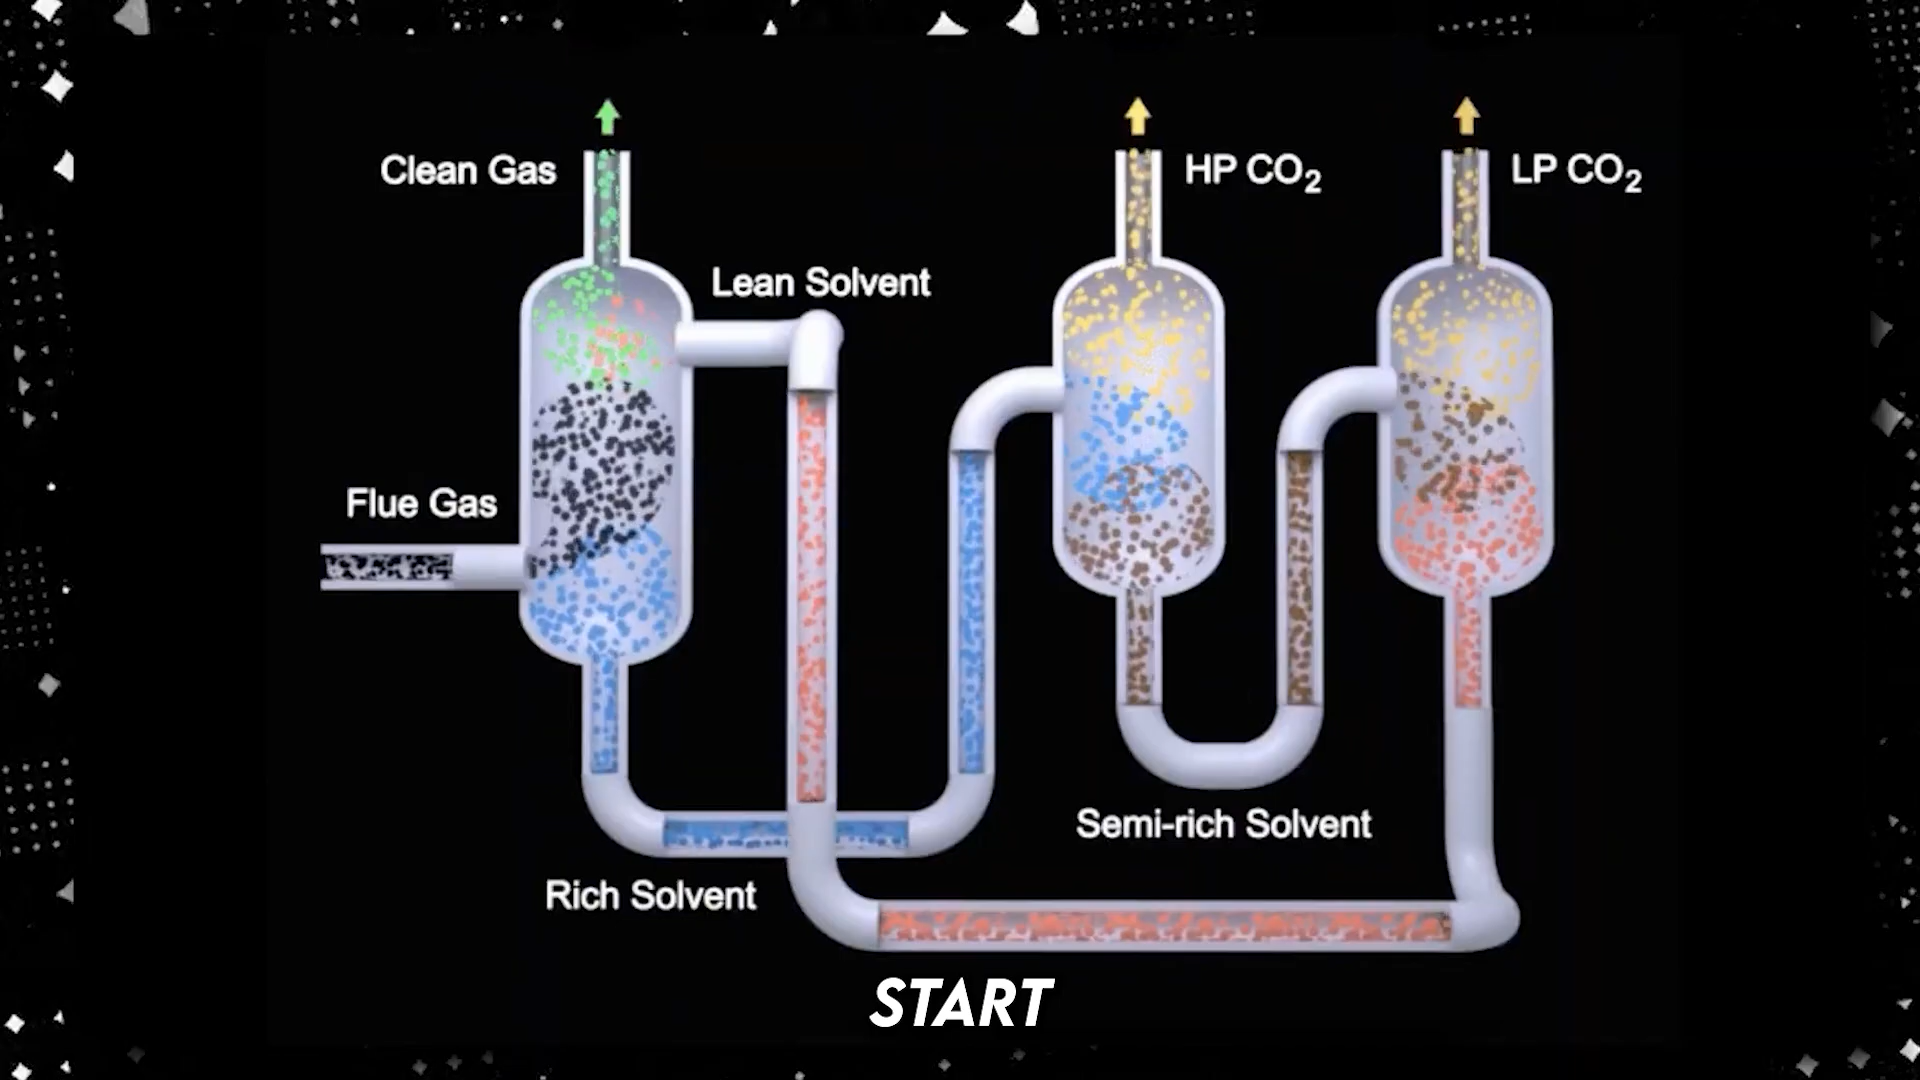 Clean Gas
HP CO₂
LP CO₂
Lean Solvent
Flue Gas
Semi-rich Solvent
Rich Solvent
START